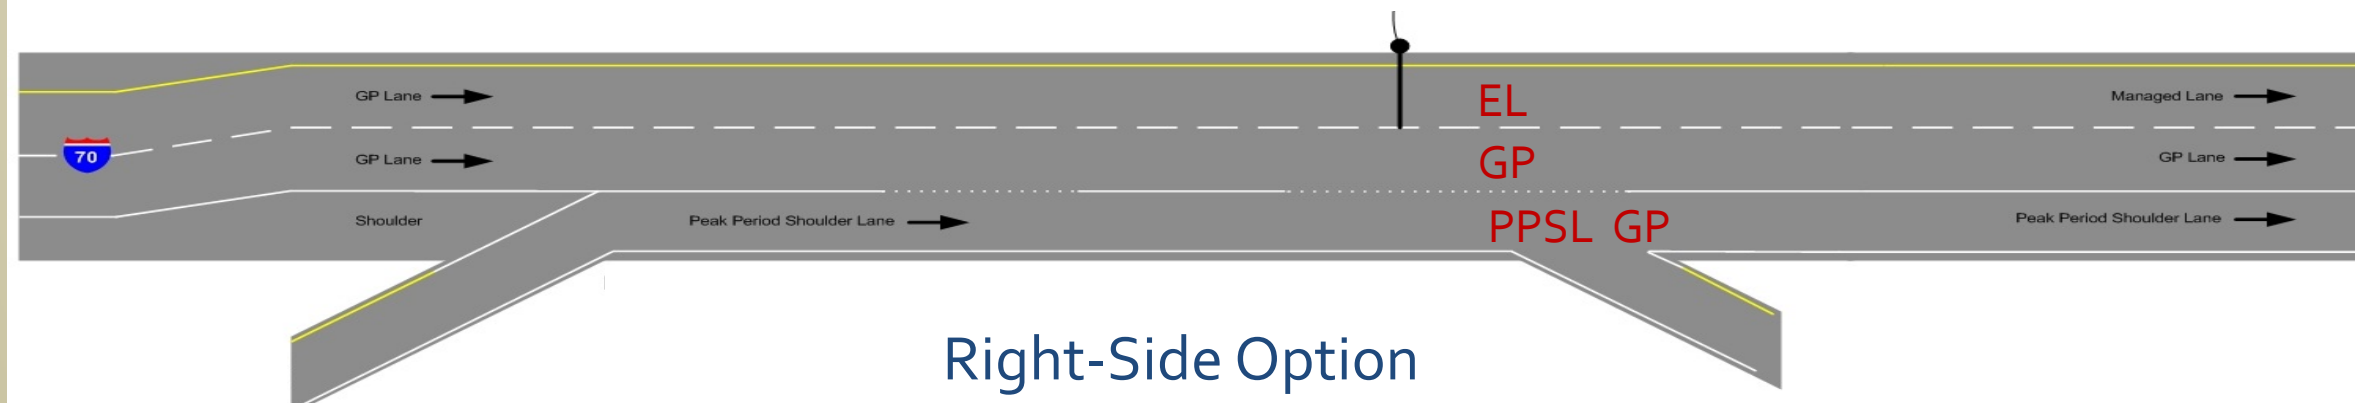 GP Lane
EL
Managed Lane
70
GP Lane
GP
GP Lane
Shoulder
Peak Period Shoulder Lane
PPSL GP
Peak Period Shoulder Lane
Right-Side Option